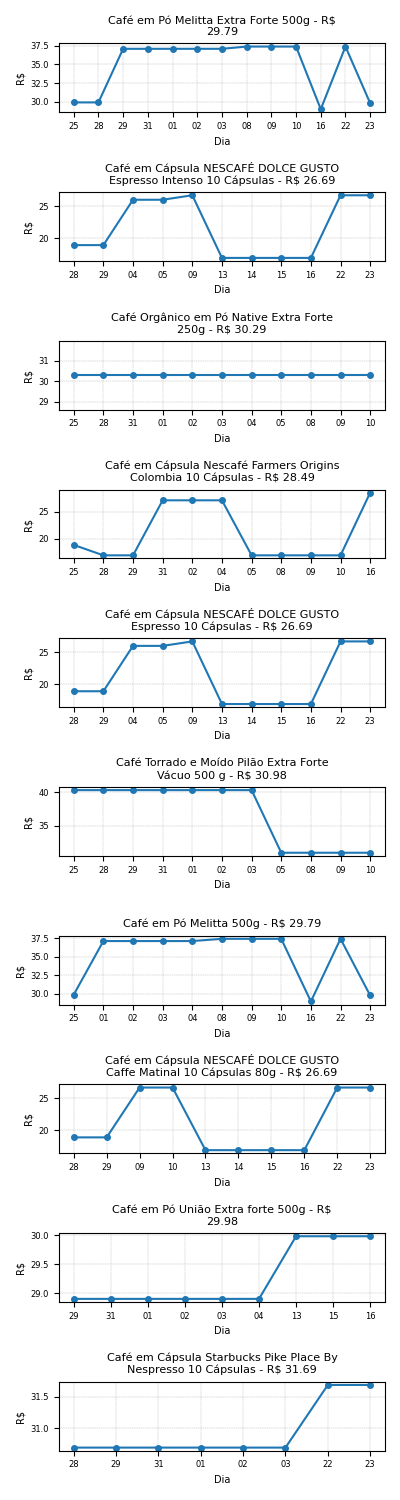 Café em Pó Melitta Extra Forte 500g - R$
29.79
37.5
35.0
32.5
30.0
R$
25 28 29 31 01 02 03 08 09 10 16 22 23
Dia
Café em Cápsula NESCAFÉ DOLCE GUSTO
Espresso Intenso 10 Cápsulas - R$ 26.69
25
20
R$
28 29 04 05 09 13 14 15 16 22 23
Dia
Café Orgânico em Pó Native Extra Forte
250g - R$ 30.29
31
30
29
R$
25 28 31 01 02 03 04 05 08 09 10
Dia
Café em Cápsula Nescafé Farmers Origins
Colombia 10 Cápsulas - R$ 28.49
25
20
R$
25 28 29 31 02 03 04 05 08 09 10 16
Dia
Café em Cápsula NESCAFÉ DOLCE GUSTO
Espresso 10 Cápsulas - R$ 26.69
25
20
R$
28 29 04 05 09 13 14 15 16 22 23
Dia
Café Torrado e Moído Pilão Extra Forte
Vácuo 500 g - R$ 30.98
40
35
R$
25 28 29 31 01 02 03 05 08 09 10
Dia
Café em Pó Melitta 500g - R$ 29.79
37.5
35.0
32.5
30.0
R$
25 01 02 03 04 08 09 10 16 22 23
Dia
Café em Cápsula NESCAFÉ DOLCE GUSTO
Caffe Matinal 10 Cápsulas 80g - R$ 26.69
25
20
R$
28 29 09 10 13 14 15 16 22 23
Dia
Café em Pó União Extra forte 500g - R$
29.98
30.0
29.5
29.0
R$
29 31 01 02 03 04 13 15 16
Dia
Café em Cápsula Starbucks Pike Place By
Nespresso 10 Cápsulas - R$ 31.69
31.5
31.0
R$
28 29 31 01 02 03 22 23
Dia